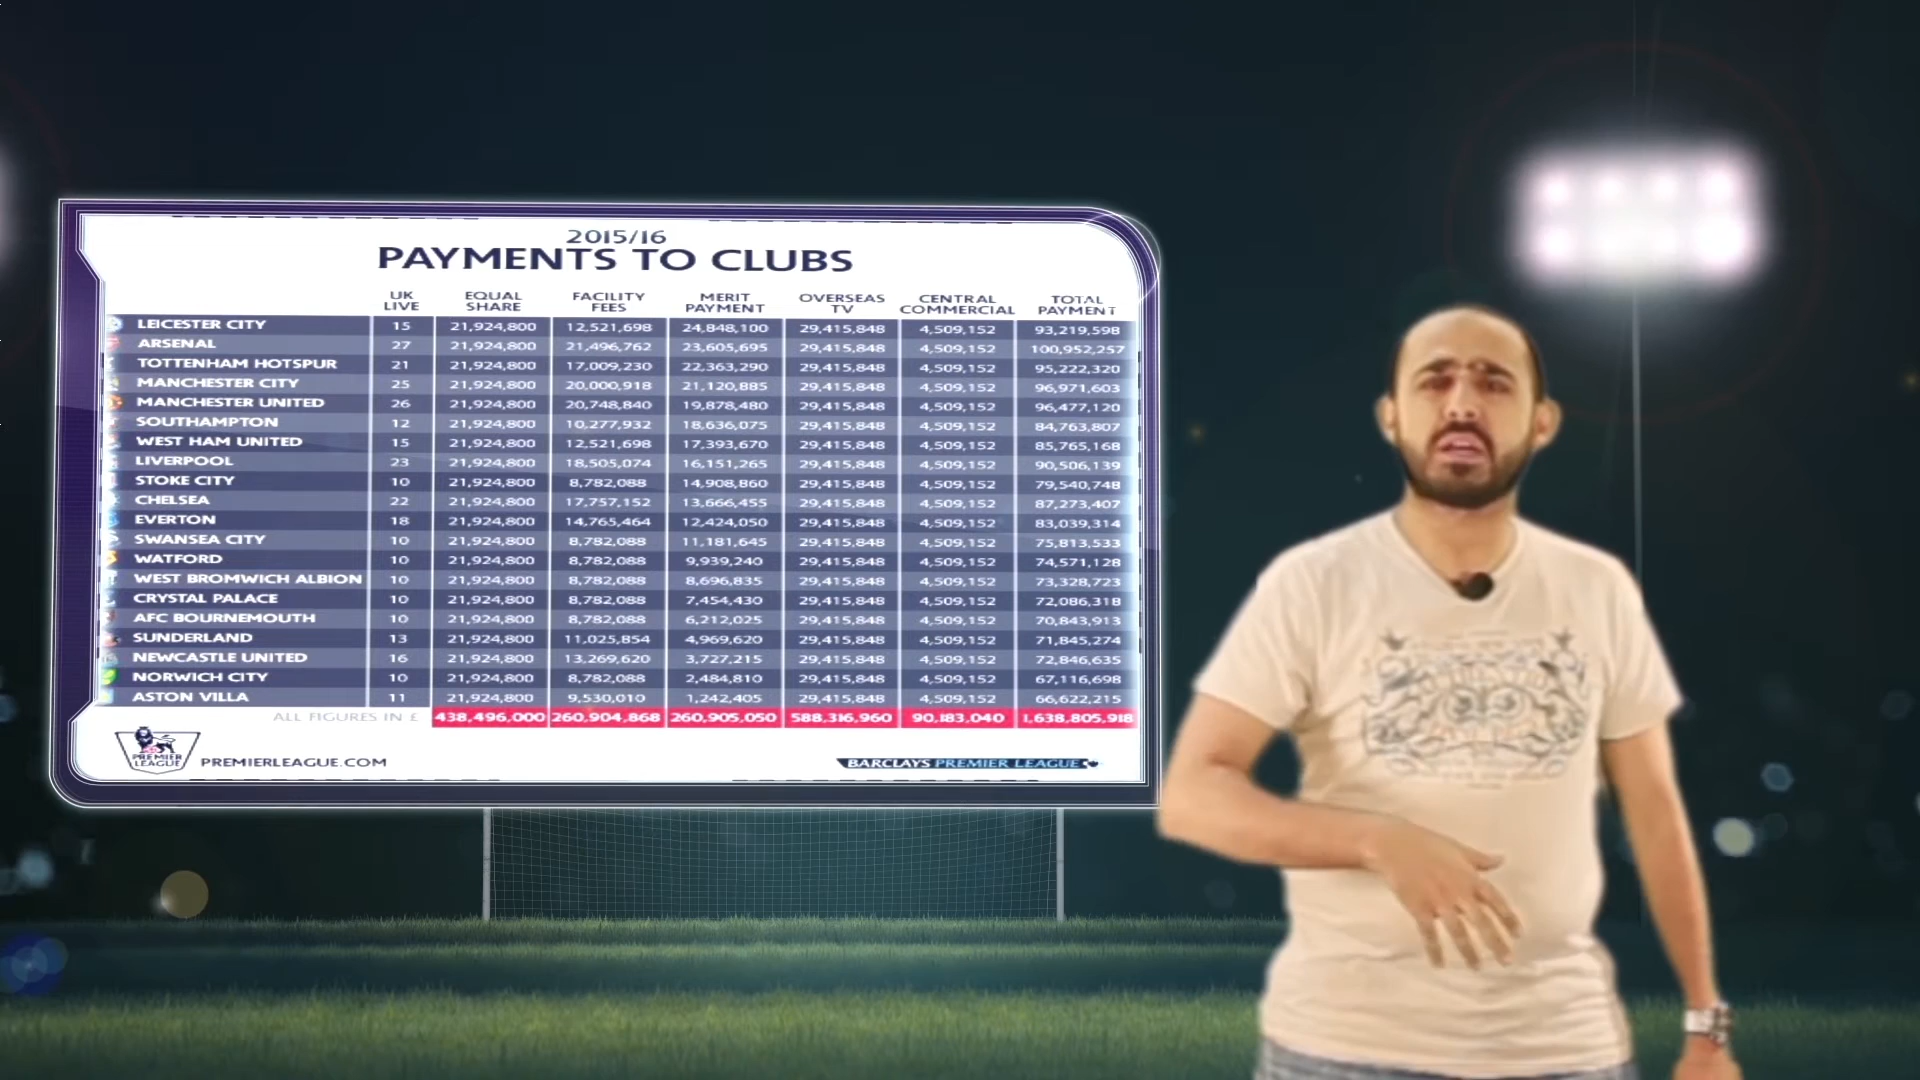 2015/16
PAYMENTS TO CLUBS
UK LIVE EQUAL SHARE FACILITY FEES MERIT PAYMENT OVERSEAS TV CENTRAL COMMERCIAL TOTAL PAYMENT
LEICESTER CITY 15 21,924,800 12,521,698 24,848,100 29,415,848 4,509,152 93,219,598
ARSENAL 27 21,924,800 21,496,762 23,605,695 29,415,848 4,509,152 100,952,257
TOTTENHAM HOTSPUR 21 21,924,800 17,009,230 22,363,290 29,415,848 4,509,152 95,222,320
MANCHESTER CITY 25 21,924,800 20,000,918 21,120,885 29,415,848 4,509,152 96,971,603
MANCHESTER UNITED 26 21,924,800 20,748,840 19,878,480 29,415,848 4,509,152 96,477,120
SOUTHAMPTON 12 21,924,800 10,277,932 18,636,075 29,415,848 4,509,152 84,763,807
WEST HAM UNITED 15 21,924,800 12,521,698 17,393,670 29,415,848 4,509,152 85,765,168
LIVERPOOL 23 21,924,800 18,505,074 16,151,265 29,415,848 4,509,152 90,506,139
STOKE CITY 10 21,924,800 8,782,088 14,908,860 29,415,848 4,509,152 79,540,748
CHELSEA 22 21,924,800 17,757,152 13,666,455 29,415,848 4,509,152 87,273,407
EVERTON 18 21,924,800 14,765,464 12,424,050 29,415,848 4,509,152 83,039,314
SWANSEA CITY 10 21,924,800 8,782,088 11,181,645 29,415,848 4,509,152 75,813,533
WATFORD 10 21,924,800 8,782,088 9,939,240 29,415,848 4,509,152 74,571,128
WEST BROMWICH ALBION 10 21,924,800 8,782,088 8,696,835 29,415,848 4,509,152 73,328,723
CRYSTAL PALACE 10 21,924,800 8,782,088 7,454,430 29,415,848 4,509,152 72,086,318
AFC BOURNEMOUTH 10 21,924,800 8,782,088 6,212,025 29,415,848 4,509,152 70,843,913
SUNDERLAND 13 21,924,800 11,025,854 4,969,620 29,415,848 4,509,152 71,845,274
NEWCASTLE UNITED 16 21,924,800 13,269,620 3,727,215 29,415,848 4,509,152 72,846,635
NORWICH CITY 10 21,924,800 8,782,088 2,484,810 29,415,848 4,509,152 67,116,698
ASTON VILLA 11 21,924,800 9,530,010 1,242,405 29,415,848 4,509,152 66,622,215
ALL FIGURES IN £ 438,496,000 260,904,868 260,905,050 588,316,960 90,183,040 1,638,805,918
PREMIER LEAGUE PREMIERLEAGUE.COM BARCLAYS PREMIER LEAGUE